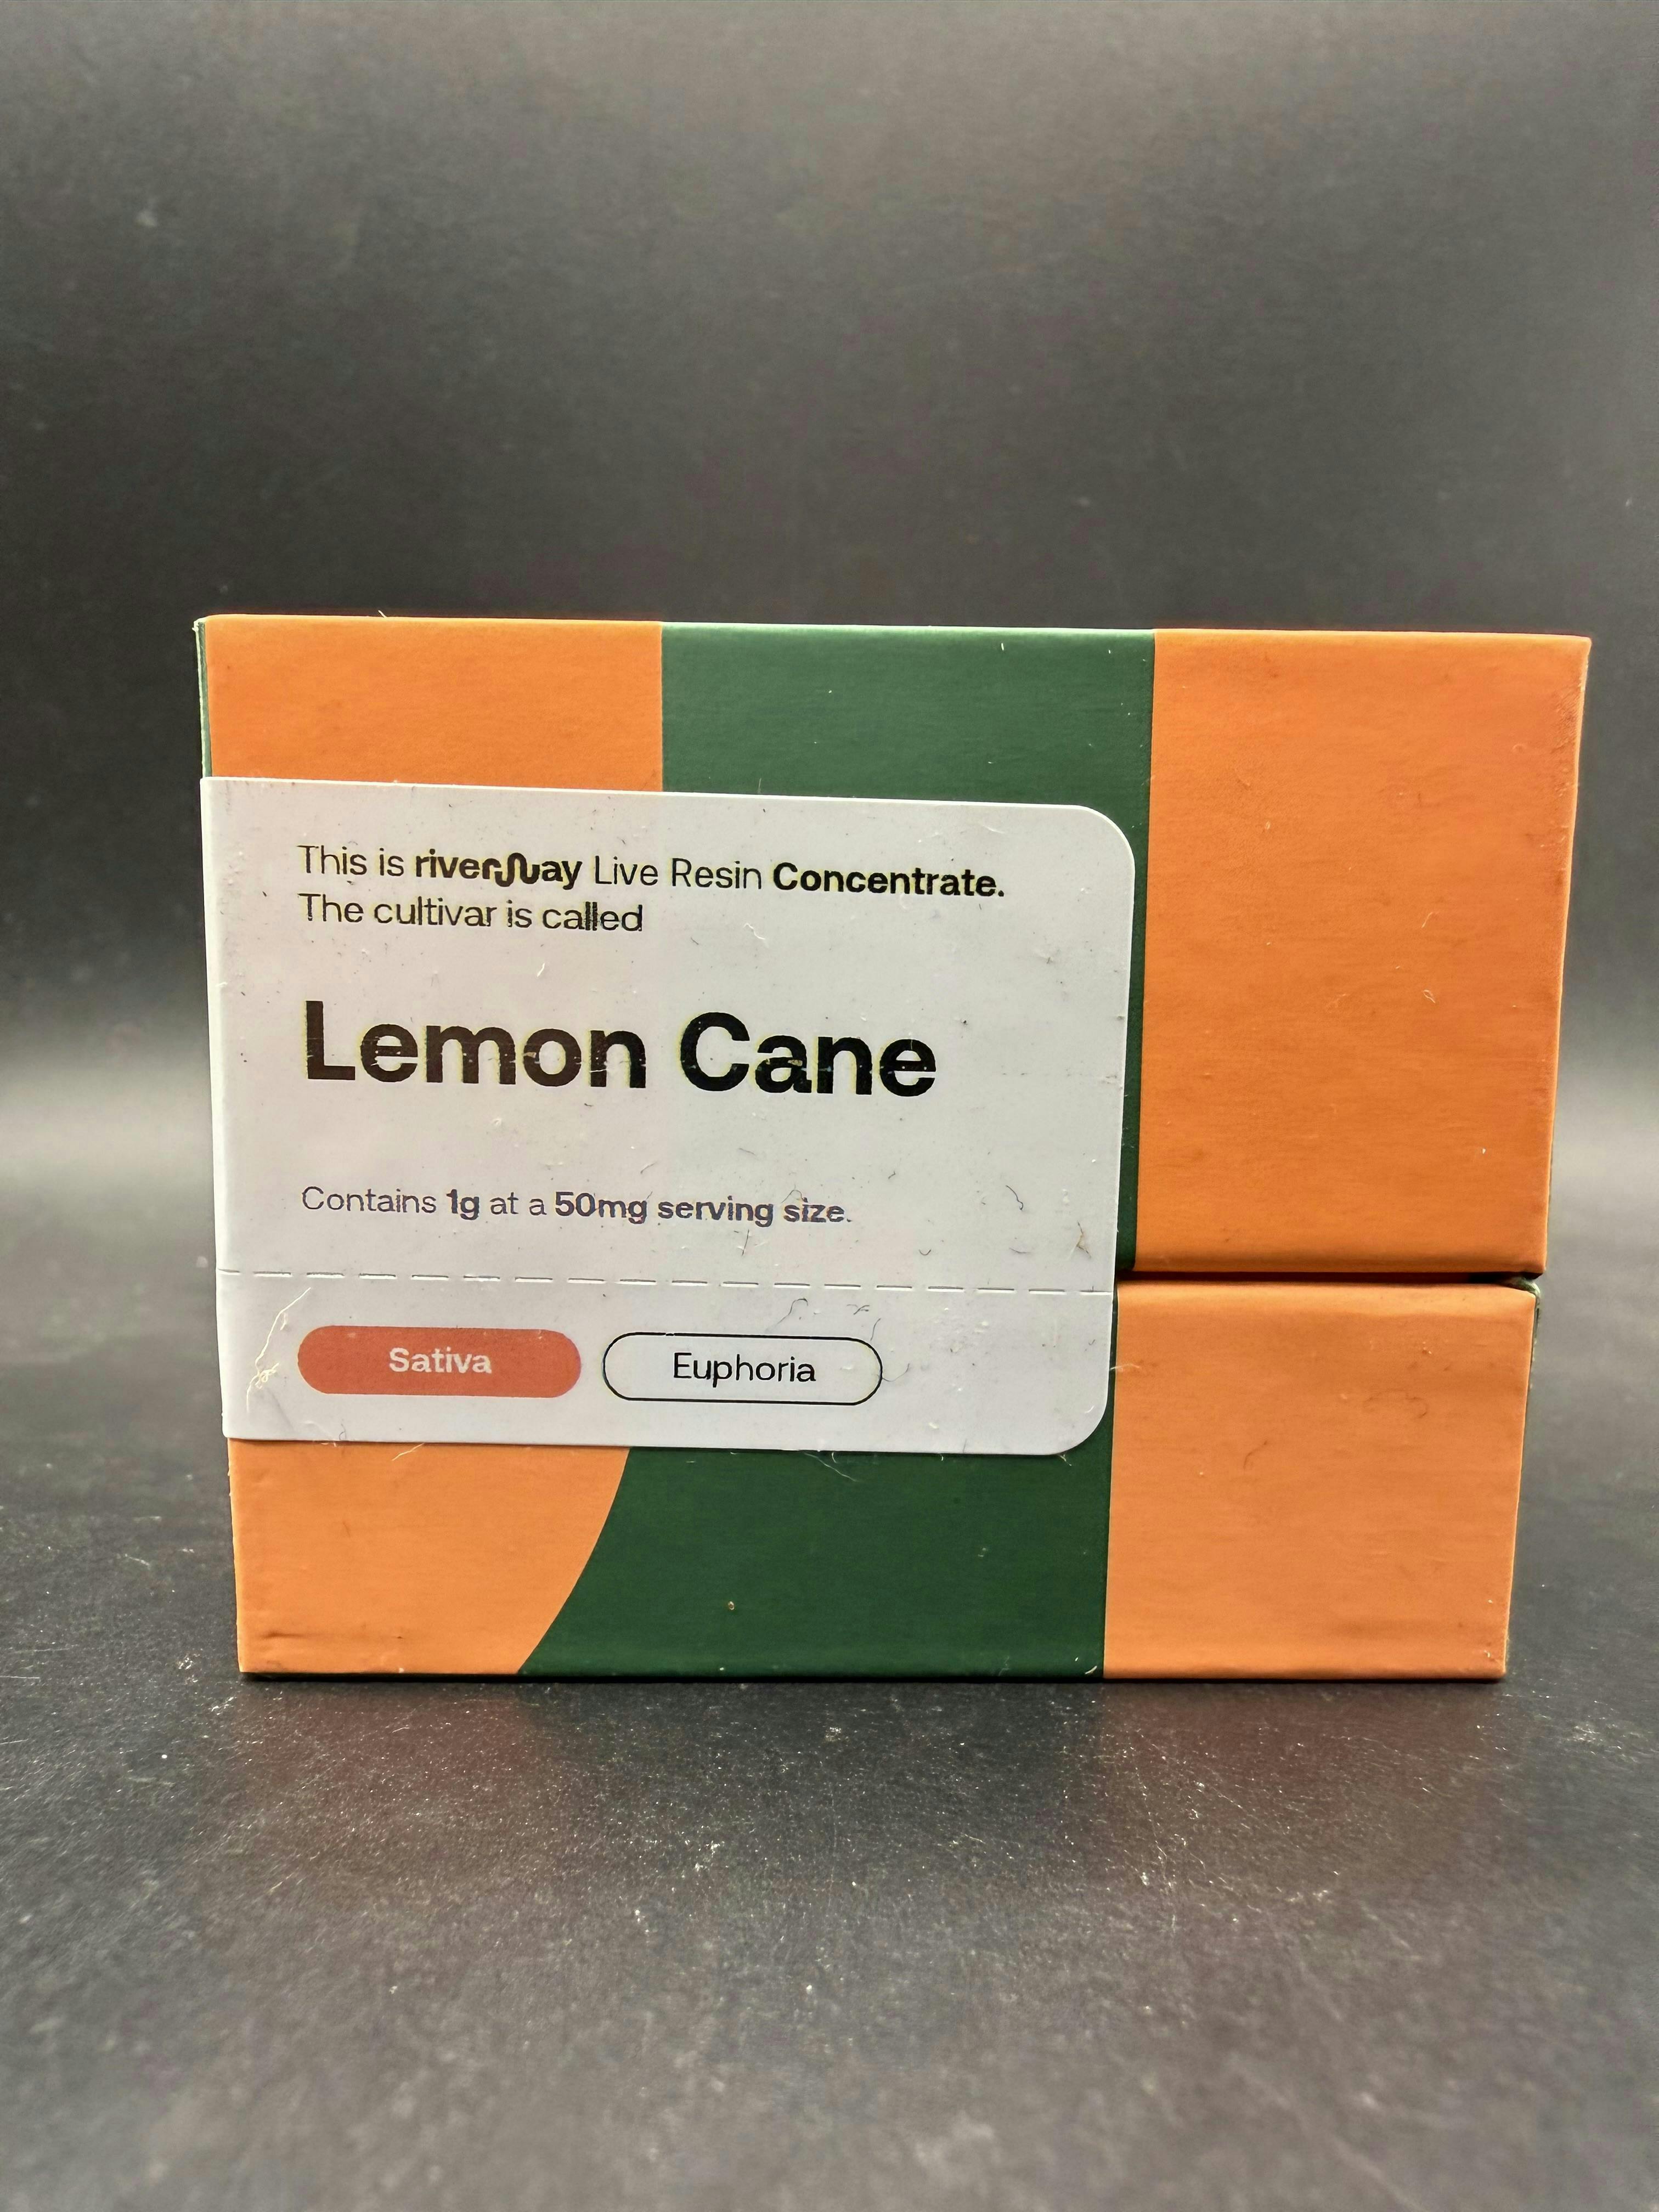 This is riverway Live Resin Concentrate.
The cultivar is called
Lemon Cane
Contains 1g at a 50mg serving size.
Sativa
Euphoria